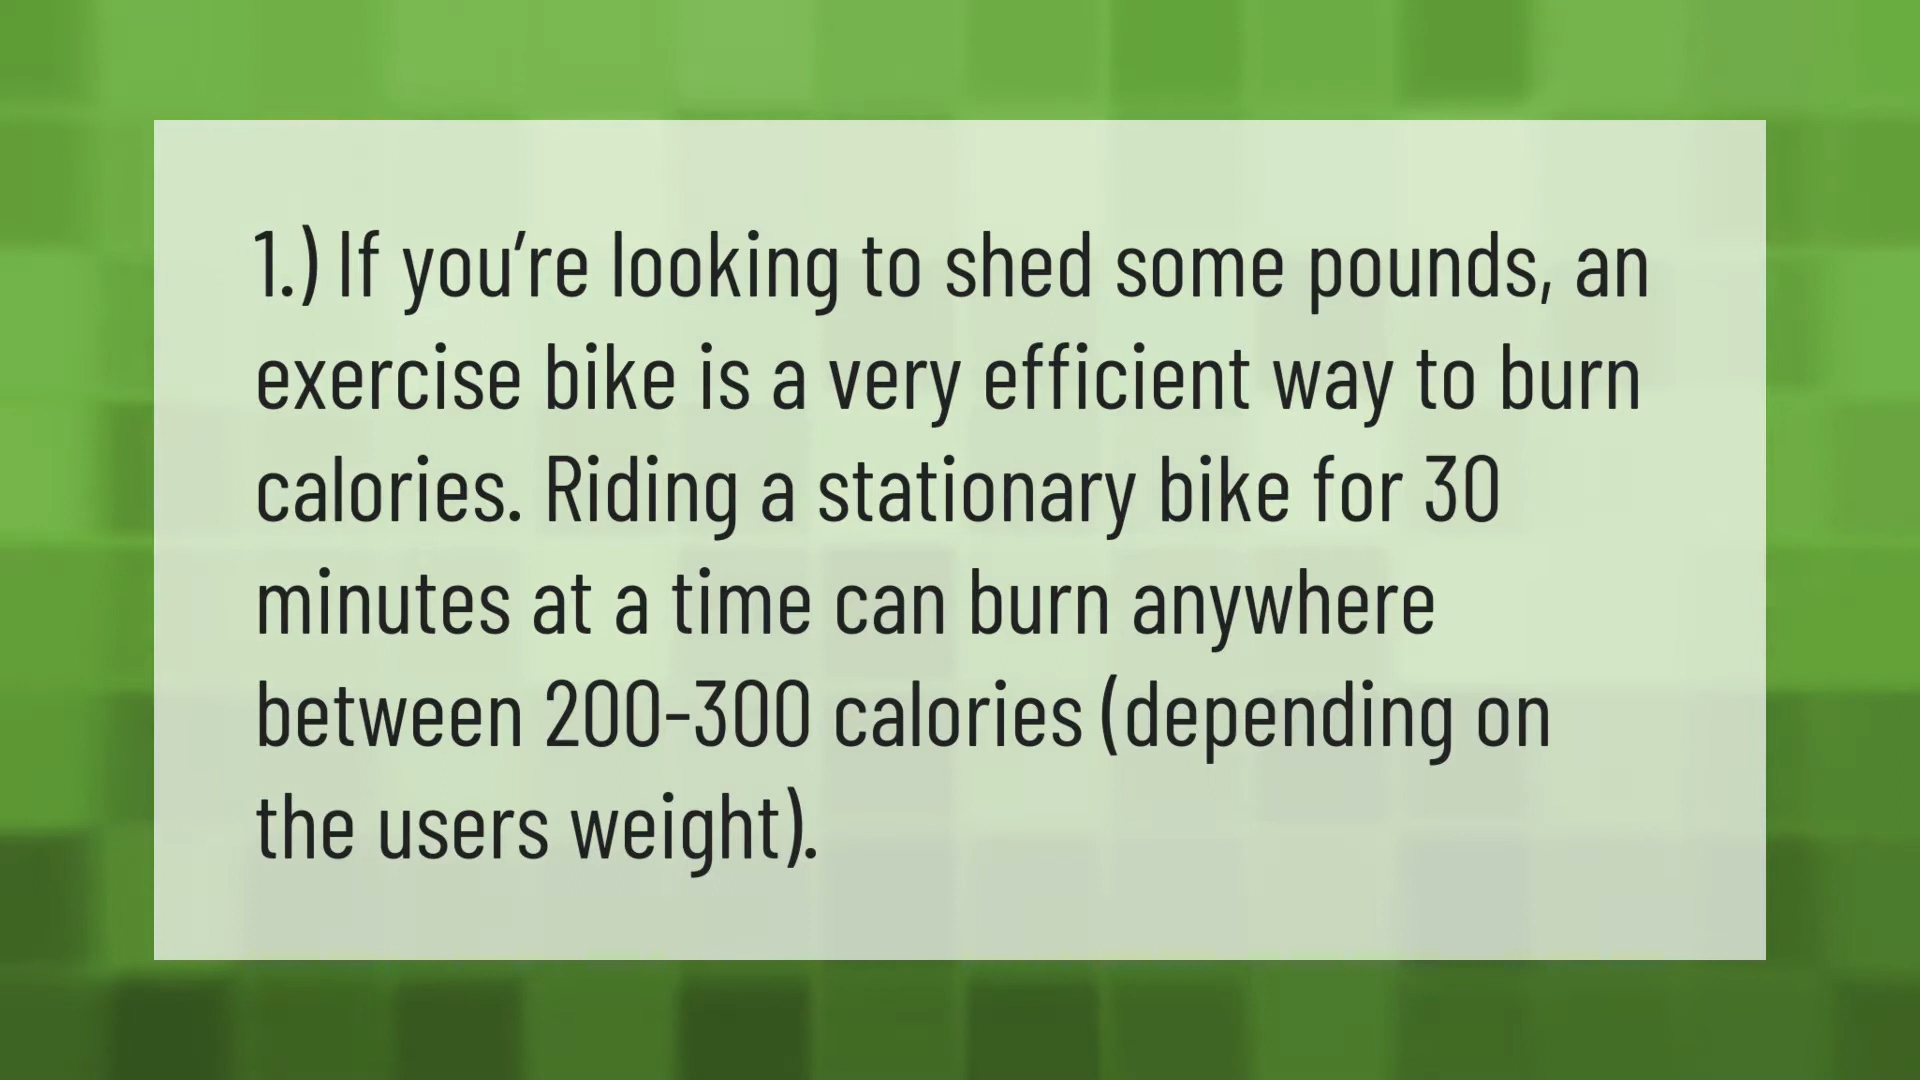 1.) If you’re looking to shed some pounds, an
exercise bike is a very efficient way to burn
calories. Riding a stationary bike for 30
minutes at a time can burn anywhere
between 200-300 calories (depending on
the users weight).